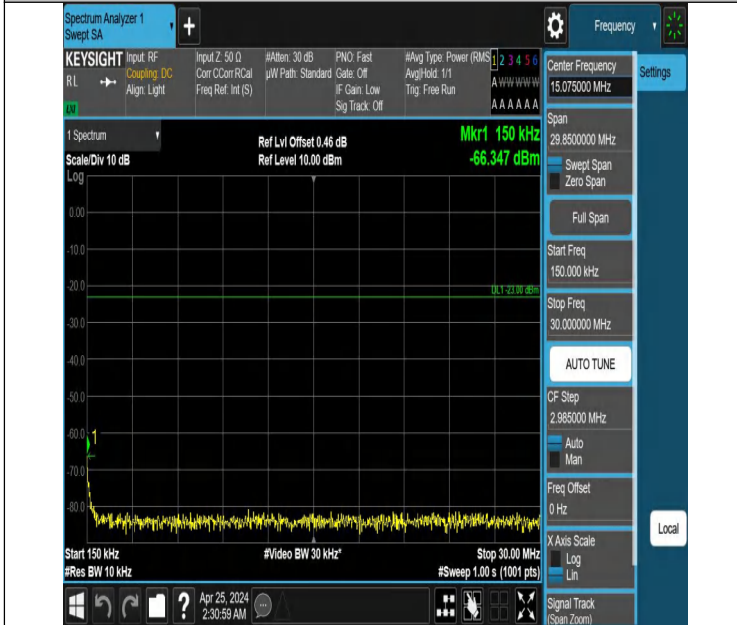 Spectrum Analyzer 1
Swept SA
+
Frequency
KEYSIGHT
RL
Input: RF
Coupling: DC
Align: Light
Input Z: 50 Ω
Corr CCorr RCal
Freq Ref: Int (S)
#Atten: 30 dB
µW Path: Standard
PNO: Fast
Gate: Off
IF Gain: Low
Sig Track: Off
#Avg Type: Power (RMS
Avg|Hold: 1/1
Trig: Free Run
1 2 3 4 5 6
A W W W W W
A A A A A A
1 Spectrum
Scale/Div 10 dB
Ref Lvl Offset 0.46 dB
Ref Level 10.00 dBm
Mkr1 150 kHz
-66.347 dBm
Log
0.00
-10.0
-20.0
DL1 -23.00 dBm
-30.0
-40.0
-50.0
-60.0
1
-70.0
-80.0
Start 150 kHz
#Video BW 30 kHz*
Stop 30.00 MHz
#Res BW 10 kHz
#Sweep 1.00 s (1001 pts)
?
Apr 25, 2024
2:30:59 AM
Center Frequency
15.075000 MHz
Settings
Span
29.8500000 MHz
Swept Span
Zero Span
Full Span
Start Freq
150.000 kHz
Stop Freq
30.000000 MHz
AUTO TUNE
CF Step
2.985000 MHz
Auto
Man
Freq Offset
0 Hz
X Axis Scale
Log
Lin
Local
Signal Track
(Span Zoom)